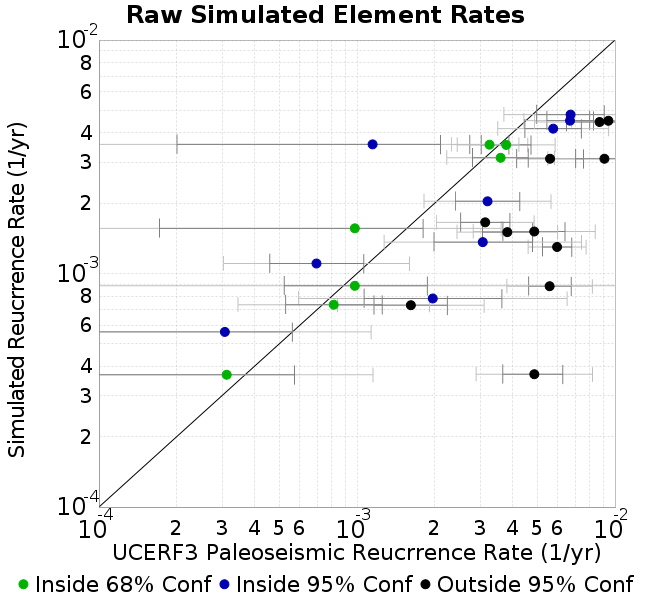 Raw Simulated Element Rates
10-2
8
6
4
3
2
10-3
8
6
4
3
2
10-4
Simulated Reucrrence Rate (1/yr)
10-4 2 3 4 5 6 10-3 2 3 4 5 6 10-2
UCERF3 Paleoseismic Reucrrence Rate (1/yr)
Inside 68% Conf Inside 95% Conf Outside 95% Conf